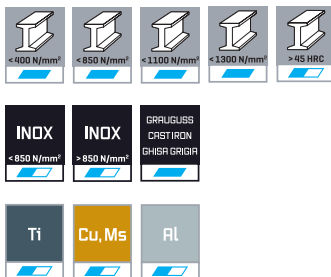 <400 N/mm² <850 N/mm² <1100 N/mm² <1300 N/mm² >45 HRC
INOX INOX GRAUGUSS
CAST IRON
GHISA GRIGIA
<850 N/mm² >850 N/mm²
Ti Cu, Ms Al